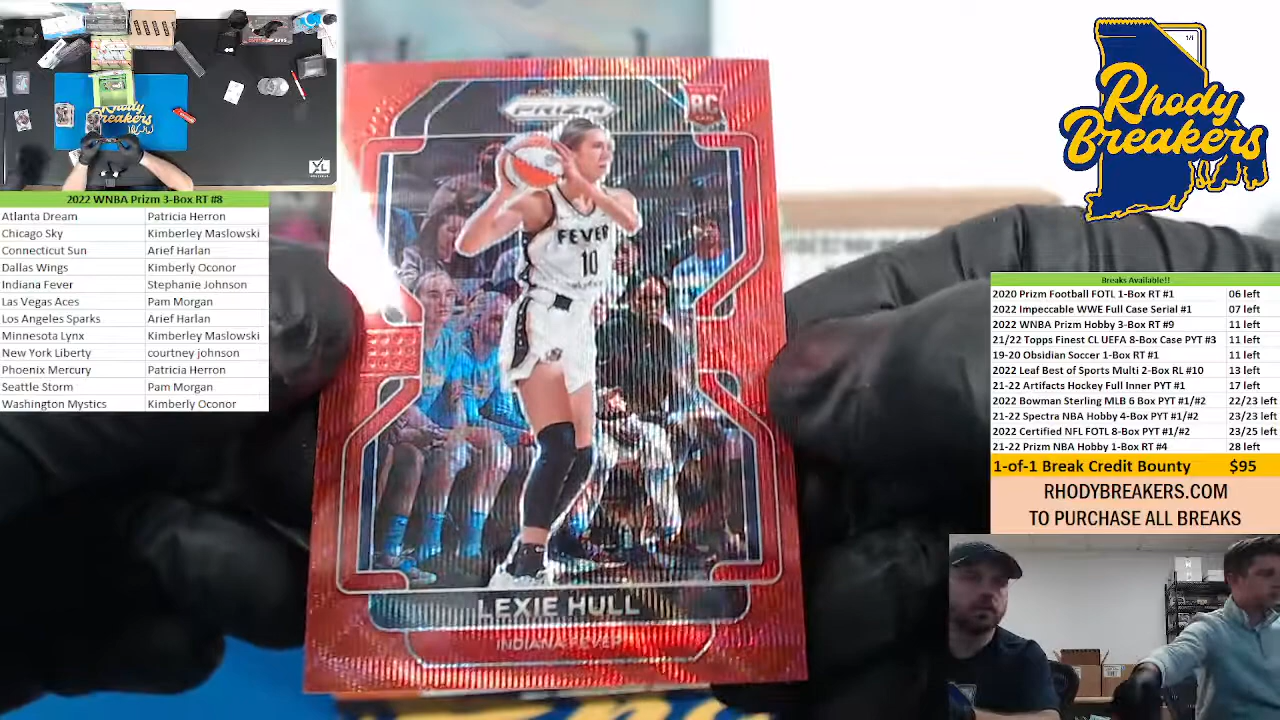 Rhody
Breakers
1/1
Rhody
Breakers
2022 WNBA Prizm 3-Box RT #8
Atlanta Dream Patricia Herron
Chicago Sky Kimberley Maslowski
Connecticut Sun Arief Harlan
Dallas Wings Kimberly Oconor
Indiana Fever Stephanie Johnson
Las Vegas Aces Pam Morgan
Los Angeles Sparks Arief Harlan
Minnesota Lynx Kimberley Maslowski
New York Liberty courtney johnson
Phoenix Mercury Patricia Herron
Seattle Storm Pam Morgan
Washington Mystics Kimberly Oconor
PRIZM
RC
FEVER
10
LEXIE HULL
INDIANA FEVER
Breaks Available!!
2020 Prizm Football FOTL 1-Box RT #1 06 left
2022 Impeccable WWE Full Case Serial #1 07 left
2022 WNBA Prizm Hobby 3-Box RT #9 11 left
21/22 Topps Finest CL UEFA 8-Box Case PYT #3 11 left
19-20 Obsidian Soccer 1-Box RT #1 11 left
2022 Leaf Best of Sports Multi 2-Box RL #10 13 left
21-22 Artifacts Hockey Full Inner PYT #1 17 left
2022 Bowman Sterling MLB 6 Box PYT #1/#2 22/23 left
21-22 Spectra NBA Hobby 4-Box PYT #1/#2 23/23 left
2022 Certified NFL FOTL 8-Box PYT #1/#2 23/25 left
21-22 Prizm NBA Hobby 1-Box RT #4 28 left
1-of-1 Break Credit Bounty $95
RHODYBREAKERS.COM
TO PURCHASE ALL BREAKS